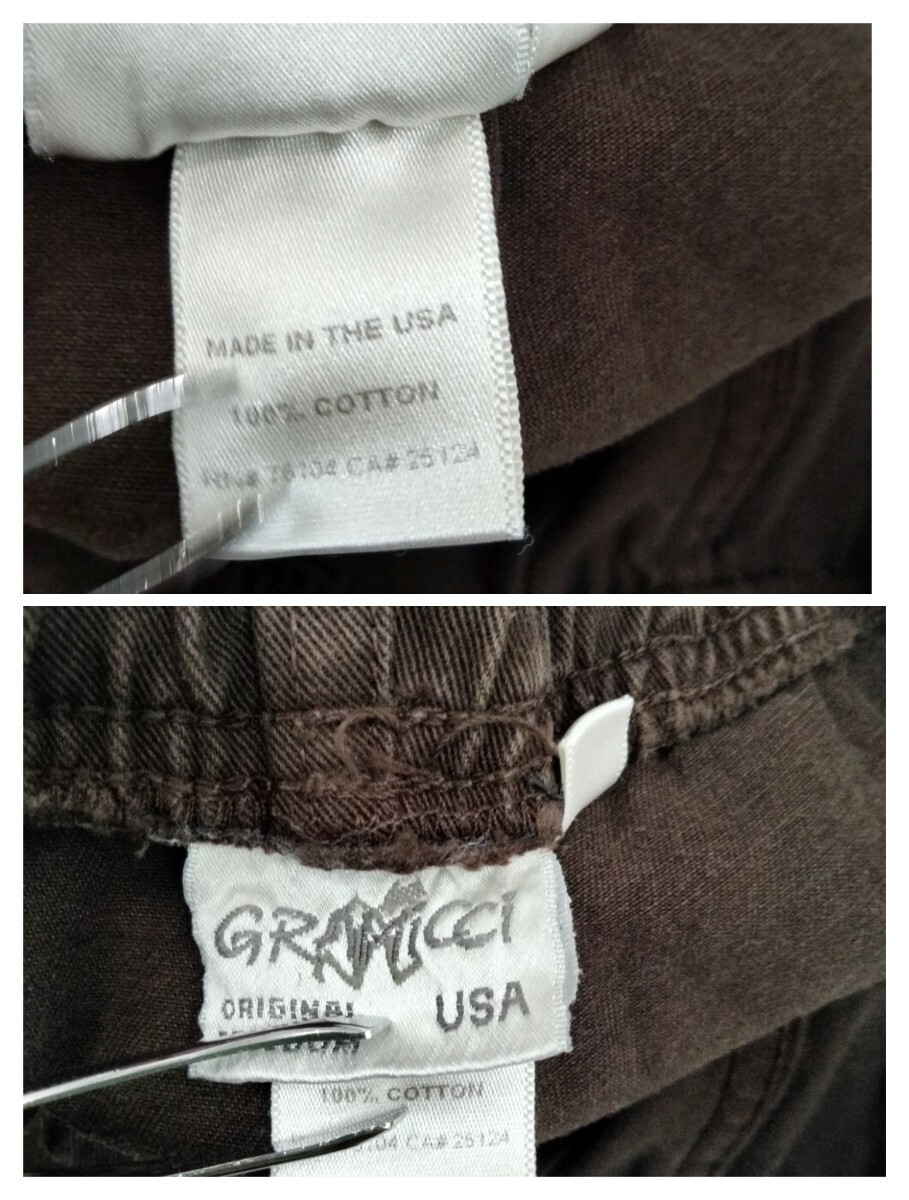 MADE IN THE USA
100% COTTON
CA# 25124
GRAMICCI
ORIGINAL
USA
100% COTTON
CA# 25124